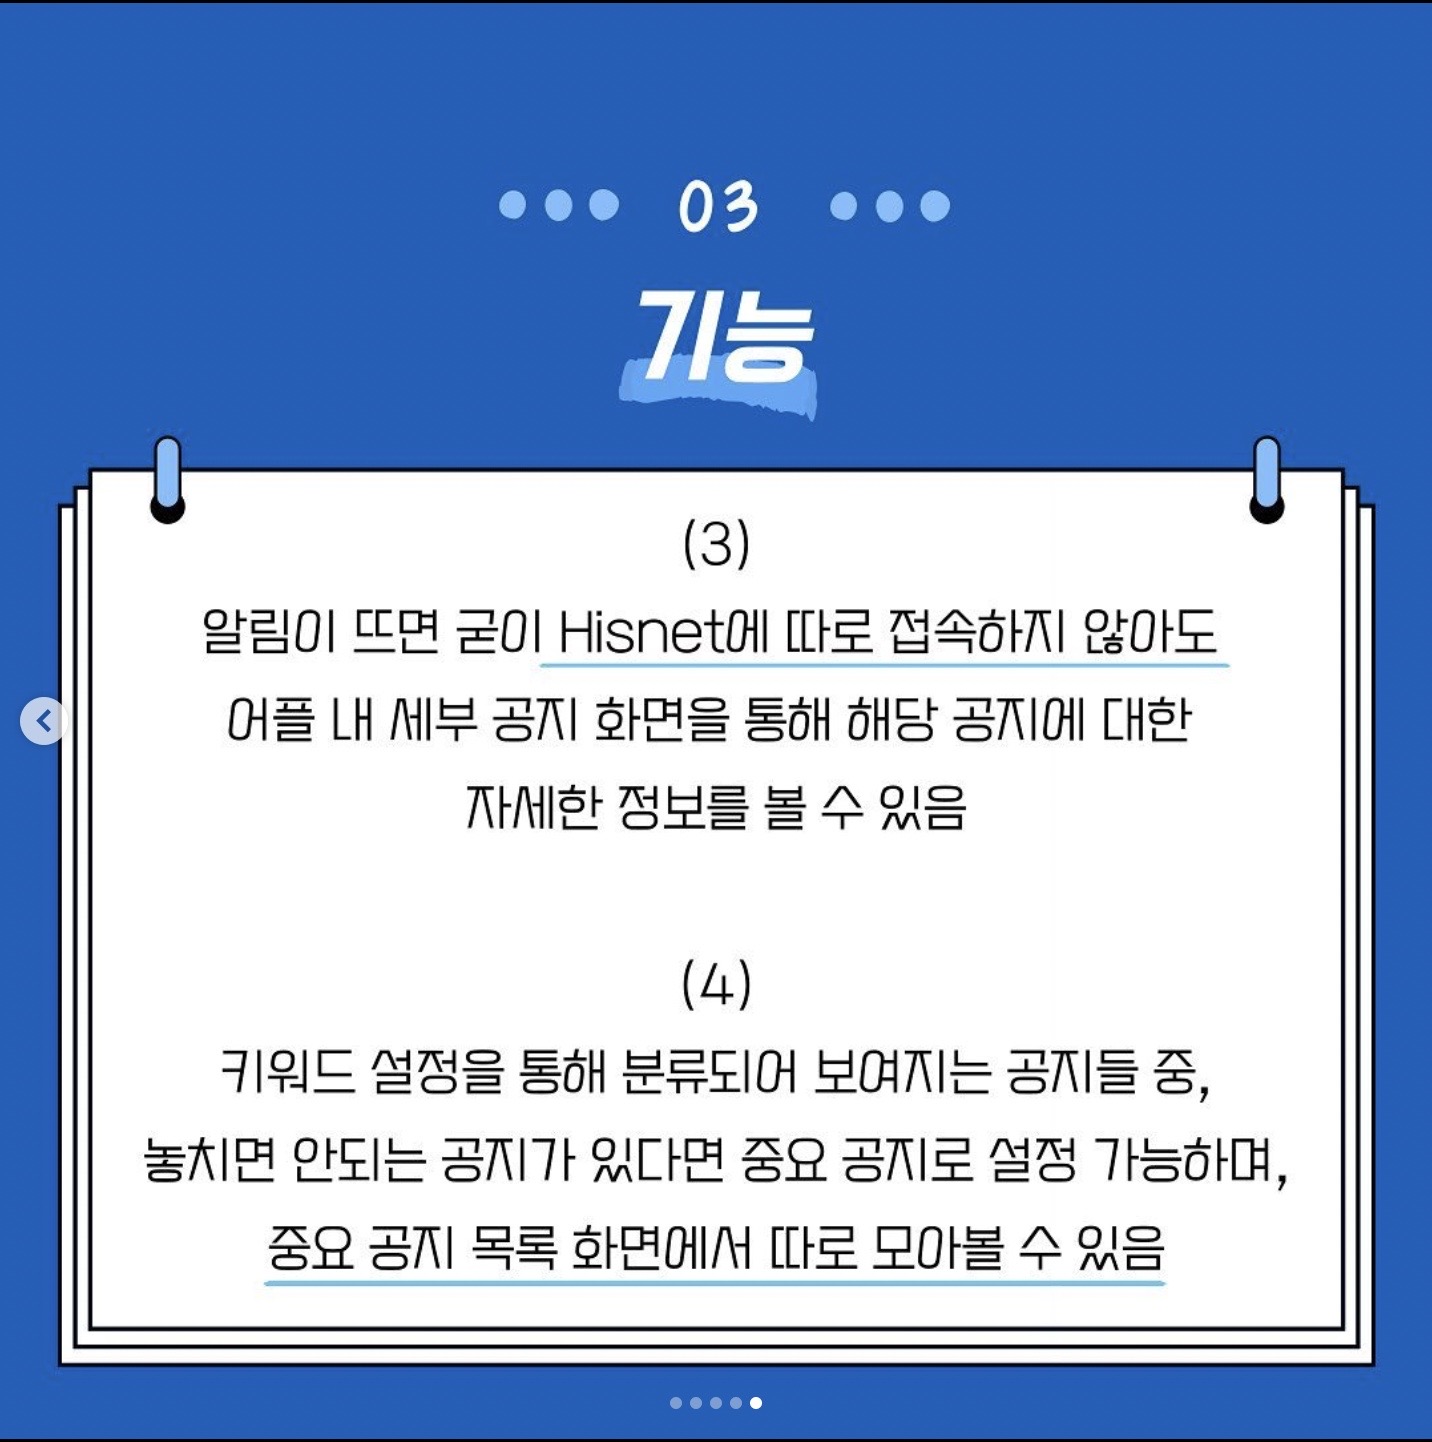 03
기능
(3)
알림이 뜨면 굳이 Hisnet에 따로 접속하지 않아도
어플 내 세부 공지 화면을 통해 해당 공지에 대한
자세한 정보를 볼 수 있음
(4)
키워드 설정을 통해 분류되어 보여지는 공지들 중,
놓치면 안되는 공지가 있다면 중요 공지로 설정 가능하며,
중요 공지 목록 화면에서 따로 모아볼 수 있음